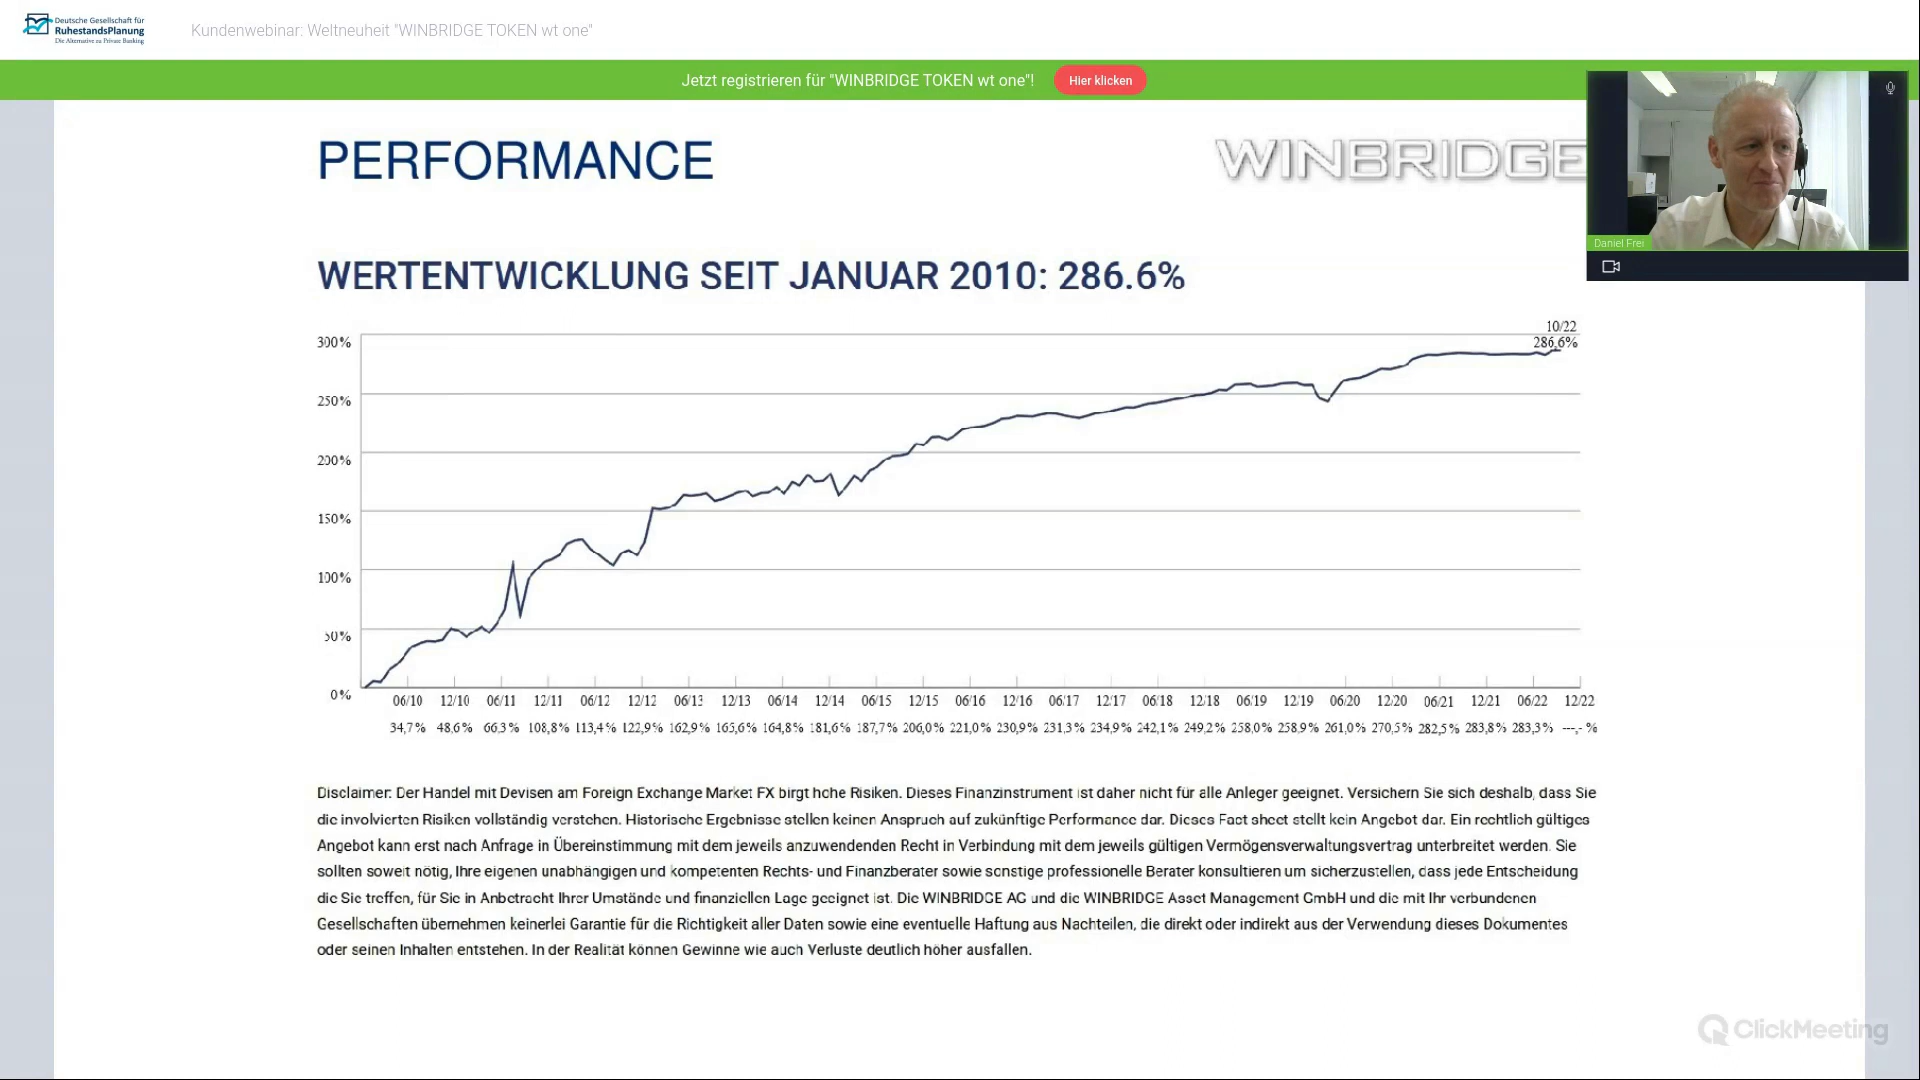 Deutsche Gesellschaft für
RuhestandsPlanung
Die Alternative zu Private Banking
Kundenwebinar: Weltneuheit "WINBRIDGE TOKEN wt one"
Jetzt registrieren für "WINBRIDGE TOKEN wt one"! Hier klicken
PERFORMANCE
WINBRIDGE
Daniel Frei
WERTENTWICKLUNG SEIT JANUAR 2010: 286.6%
10/22
286,6%
300%
250%
200%
150%
100%
50%
0%
06/10 12/10 06/11 12/11 06/12 12/12 06/13 12/13 06/14 12/14 06/15 12/15 06/16 12/16 06/17 12/17 06/18 12/18 06/19 12/19 06/20 12/20 06/21 12/21 06/22 12/22
34,7% 48,6% 66,3% 108,8% 113,4% 122,9% 162,9% 165,6% 164,8% 181,6% 187,7% 206,0% 221,0% 230,9% 231,3% 234,9% 242,1% 249,2% 258,0% 258,9% 261,0% 270,5% 282,5% 283,8% 283,3% ---,- %
Disclaimer: Der Handel mit Devisen am Foreign Exchange Market FX birgt hohe Risiken. Dieses Finanzinstrument ist daher nicht für alle Anleger geeignet. Versichern Sie sich deshalb, dass Sie
die involvierten Risiken vollständig verstehen. Historische Ergebnisse stellen keinen Anspruch auf zukünftige Performance dar. Dieses Fact sheet stellt kein Angebot dar. Ein rechtlich gültiges
Angebot kann erst nach Anfrage in Übereinstimmung mit dem jeweils anzuwendenden Recht in Verbindung mit dem jeweils gültigen Vermögensverwaltungsvertrag unterbreitet werden. Sie
sollten soweit nötig, Ihre eigenen unabhängigen und kompetenten Rechts- und Finanzberater sowie sonstige professionelle Berater konsultieren um sicherzustellen, dass jede Entscheidung
die Sie treffen, für Sie in Anbetracht Ihrer Umstände und finanziellen Lage geeignet ist. Die WINBRIDGE AG und die WINBRIDGE Asset Management GmbH und die mit Ihr verbundenen
Gesellschaften übernehmen keinerlei Garantie für die Richtigkeit aller Daten sowie eine eventuelle Haftung aus Nachteilen, die direkt oder indirekt aus der Verwendung dieses Dokumentes
oder seinen Inhalten entstehen. In der Realität können Gewinne wie auch Verluste deutlich höher ausfallen.
ClickMeeting